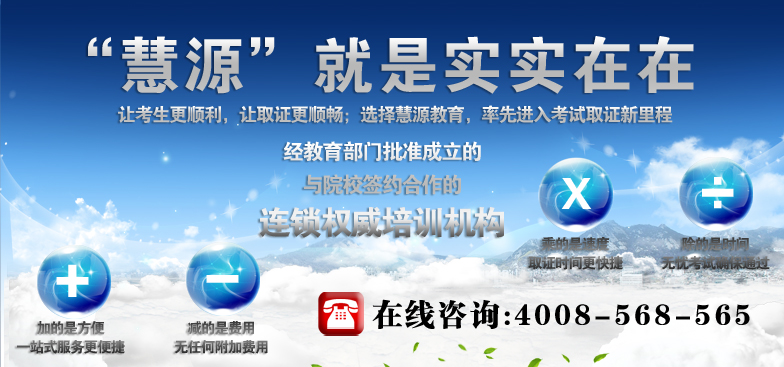 “慧源”就是实实在在
让考生更顺利，让取证更顺畅；选择慧源教育，率先进入考试取证新里程
经教育部门批准成立的
与院校签约合作的
连锁权威培训机构
×
乘的是速度
取证时间更快捷
÷
除的是时间
无忧考试确保通过
+
加的是方便
一站式服务更便捷
−
减的是费用
无任何附加费用
在线咨询:4008-568-565